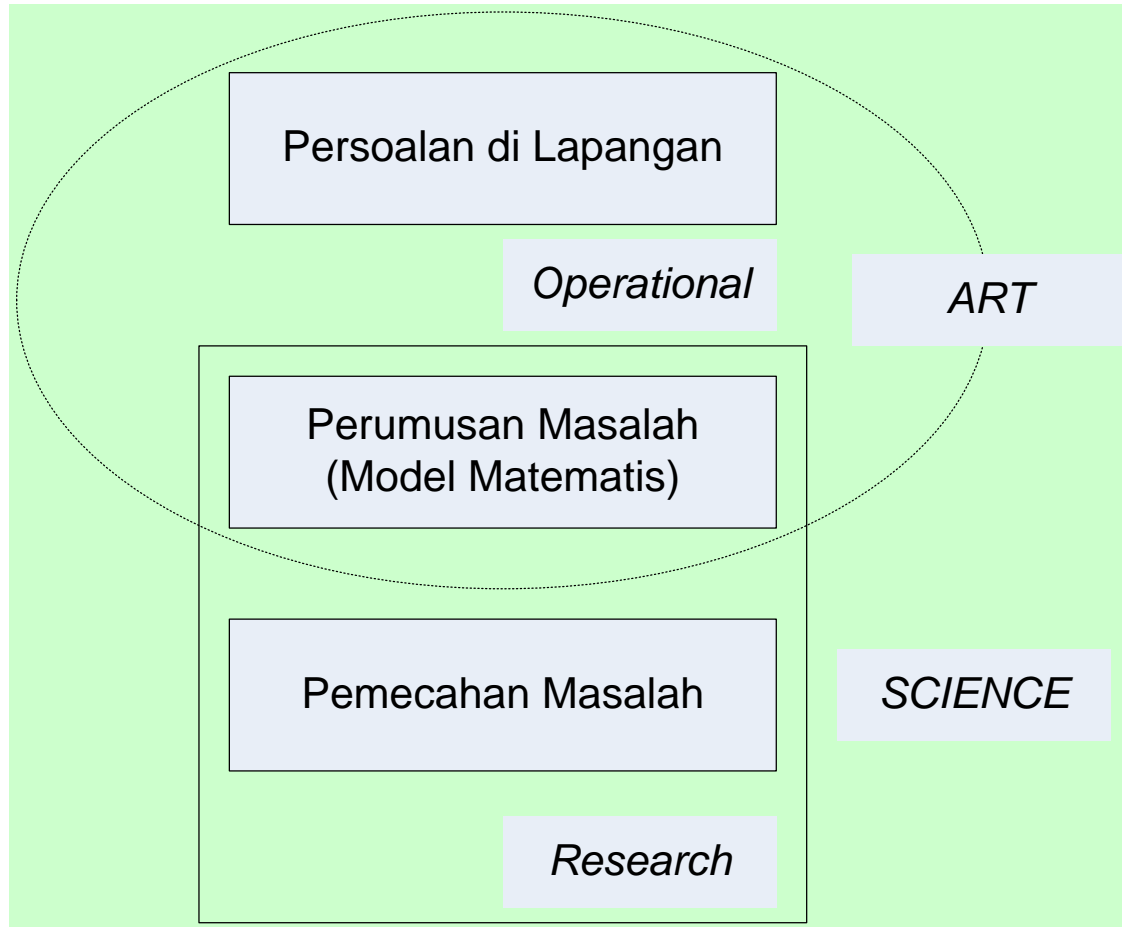 Persoalan di Lapangan
Operational
ART
Perumusan Masalah
(Model Matematis)
Pemecahan Masalah
SCIENCE
Research